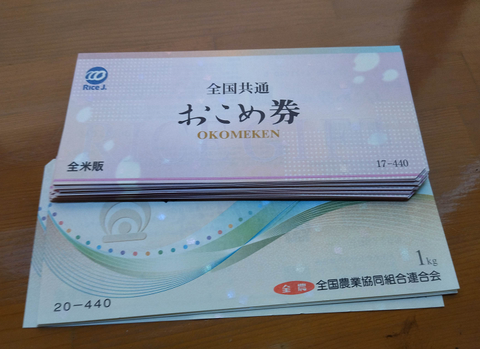 Rice J.
全国共通
おこめ券
OKOMEKEN
全米販
17-440
1kg
全農 全国農業協同組合連合会
20-440